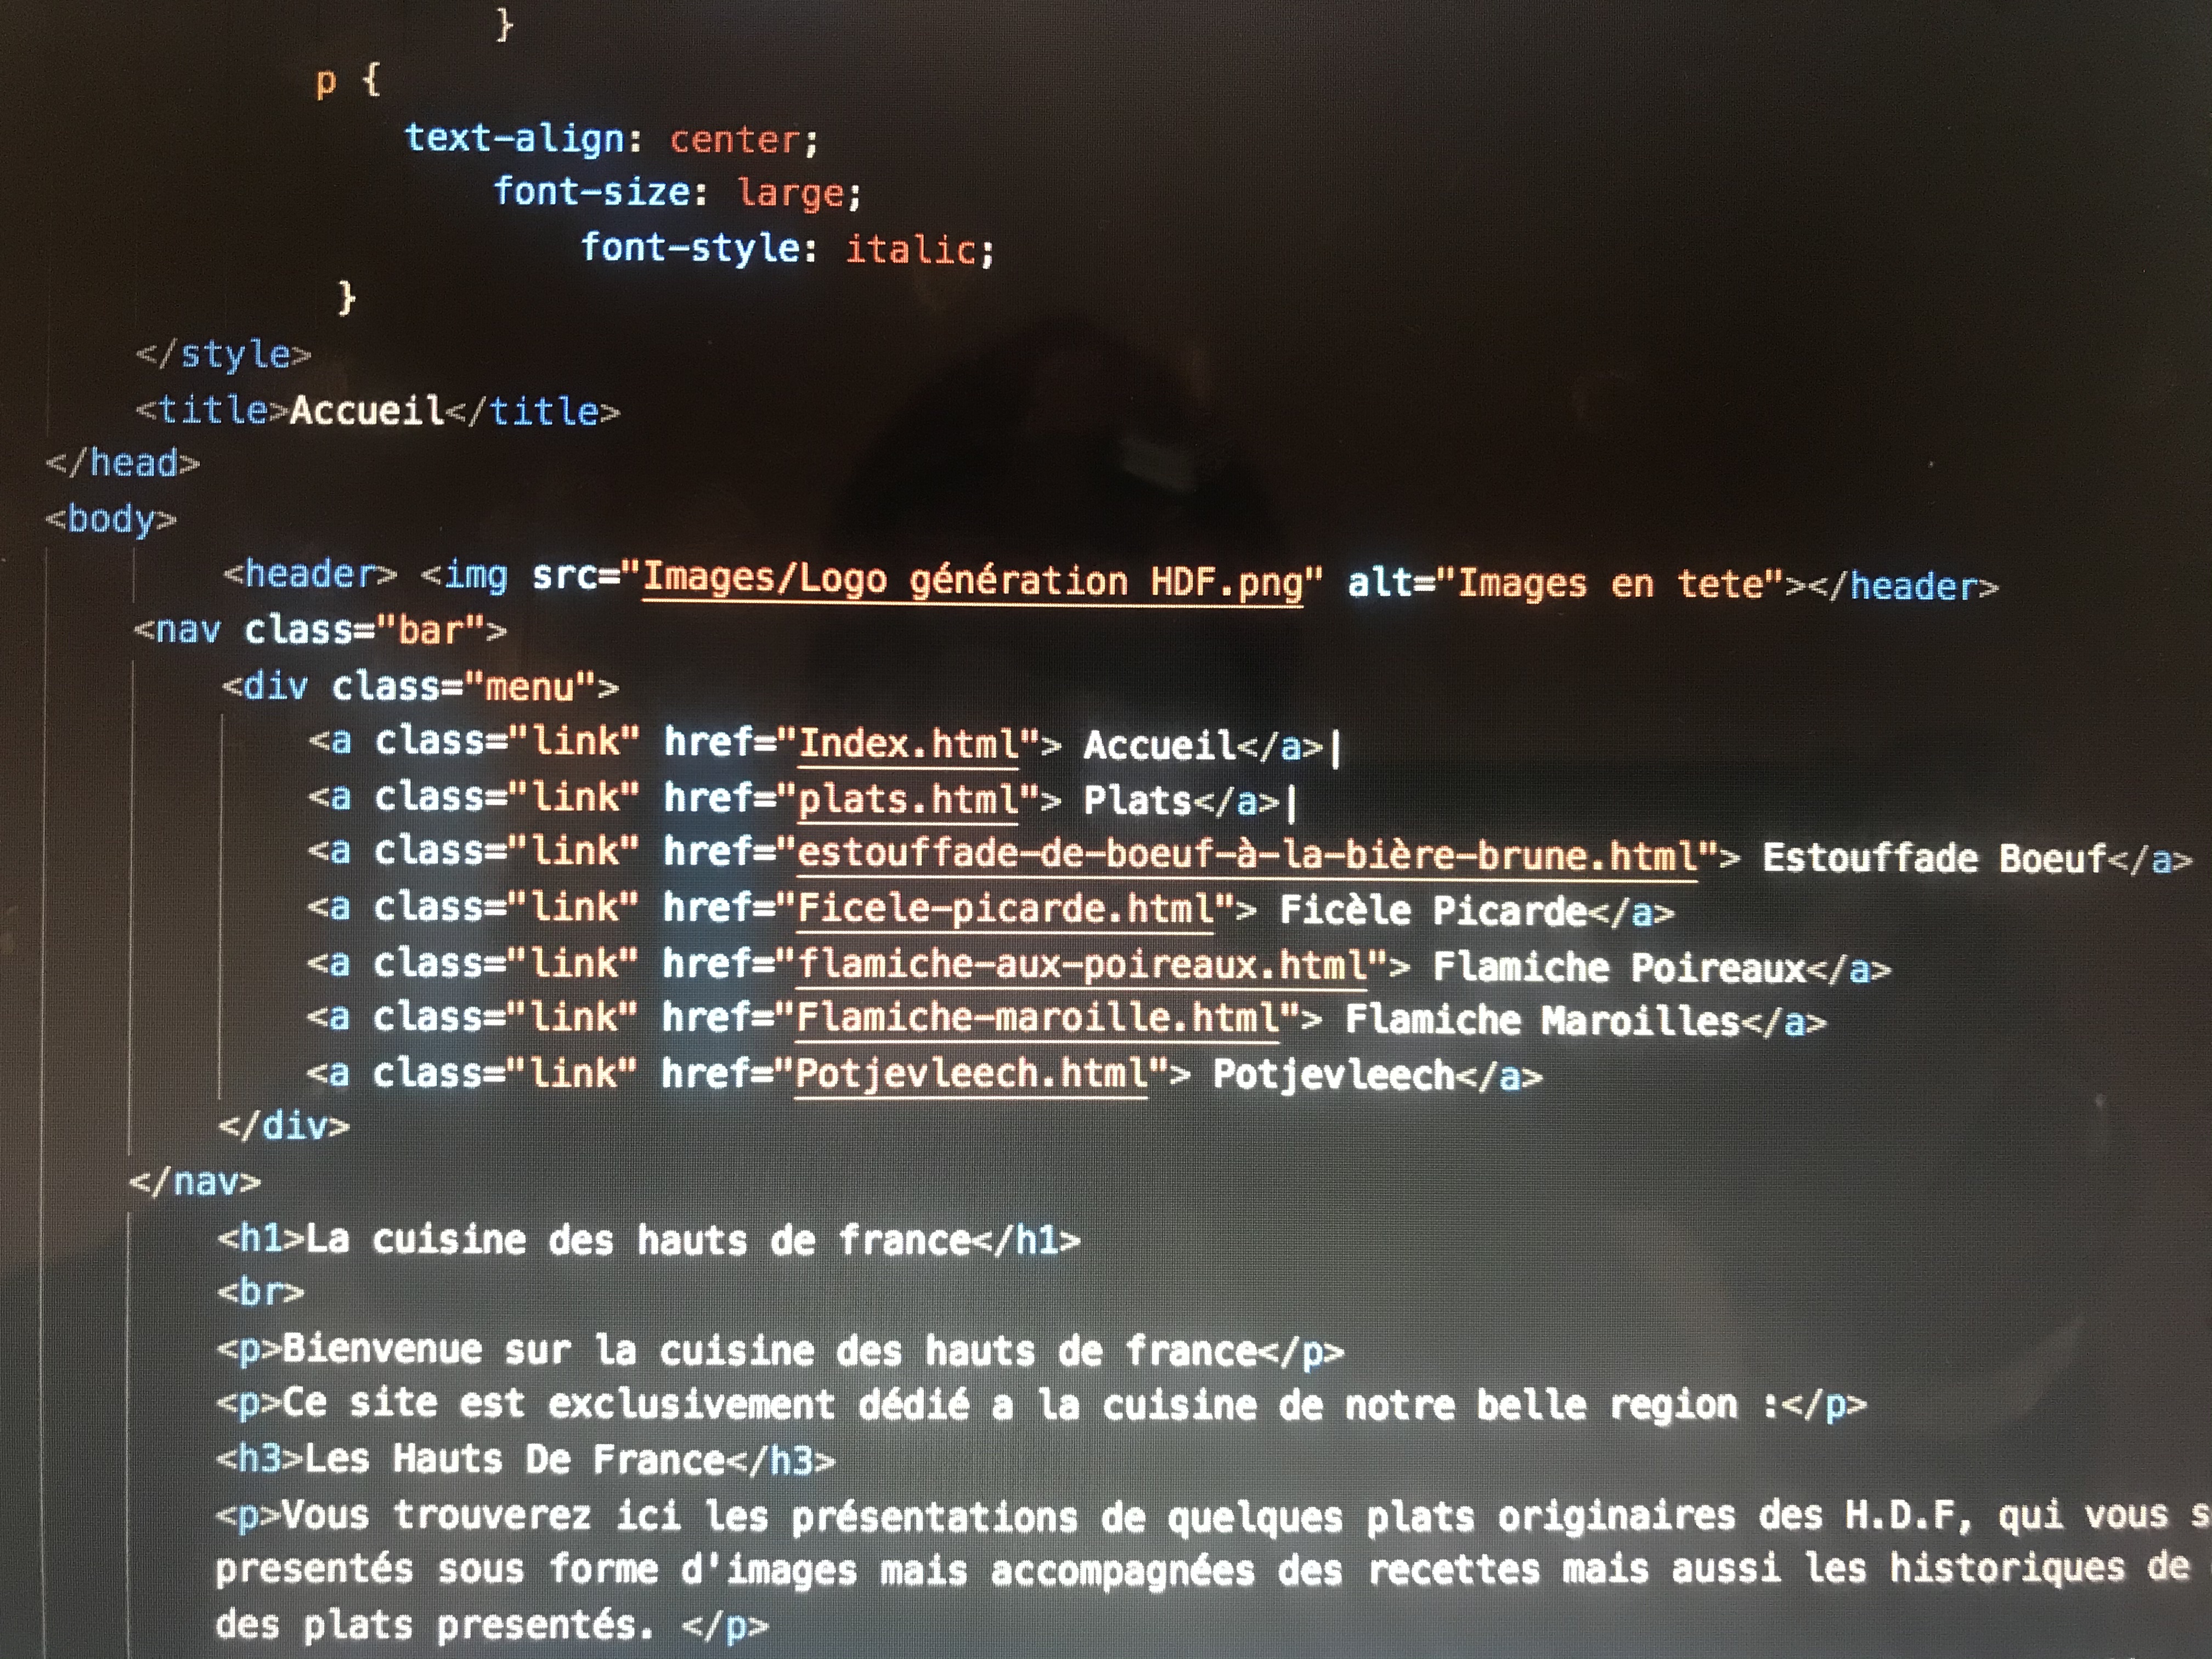 }
p {
text-align: center;
font-size: large;
font-style: italic;
}
</style>
<title>Accueil</title>
</head>
<body>
<header> <img src="Images/Logo génération HDF.png" alt="Images en tete"></header>
<nav class="bar">
<div class="menu">
<a class="link" href="Index.html"> Accueil</a>|
<a class="link" href="plats.html"> Plats</a>|
<a class="link" href="estouffade-de-boeuf-à-la-bière-brune.html"> Estouffade Boeuf</a>
<a class="link" href="Ficele-picarde.html"> Ficèle Picarde</a>
<a class="link" href="flamiche-aux-poireaux.html"> Flamiche Poireaux</a>
<a class="link" href="Flamiche-maroille.html"> Flamiche Maroilles</a>
<a class="link" href="Potjevleech.html"> Potjevleech</a>
</div>
</nav>
<h1>La cuisine des hauts de france</h1>
<br>
<p>Bienvenue sur la cuisine des hauts de france</p>
<p>Ce site est exclusivement dédié a la cuisine de notre belle region :</p>
<h3>Les Hauts De France</h3>
<p>Vous trouverez ici les présentations de quelques plats originaires des H.D.F, qui vous
presentés sous forme d'images mais accompagnées des recettes mais aussi les historiques de
des plats presentés. </p>